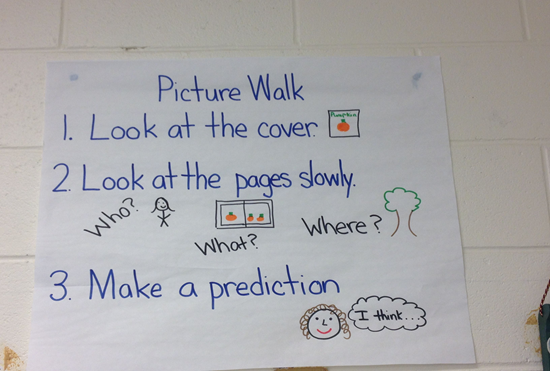 Picture Walk
1. Look at the cover.
Pumpkin
2. Look at the pages slowly.
Who?
What?
Where?
3. Make a prediction
I think...